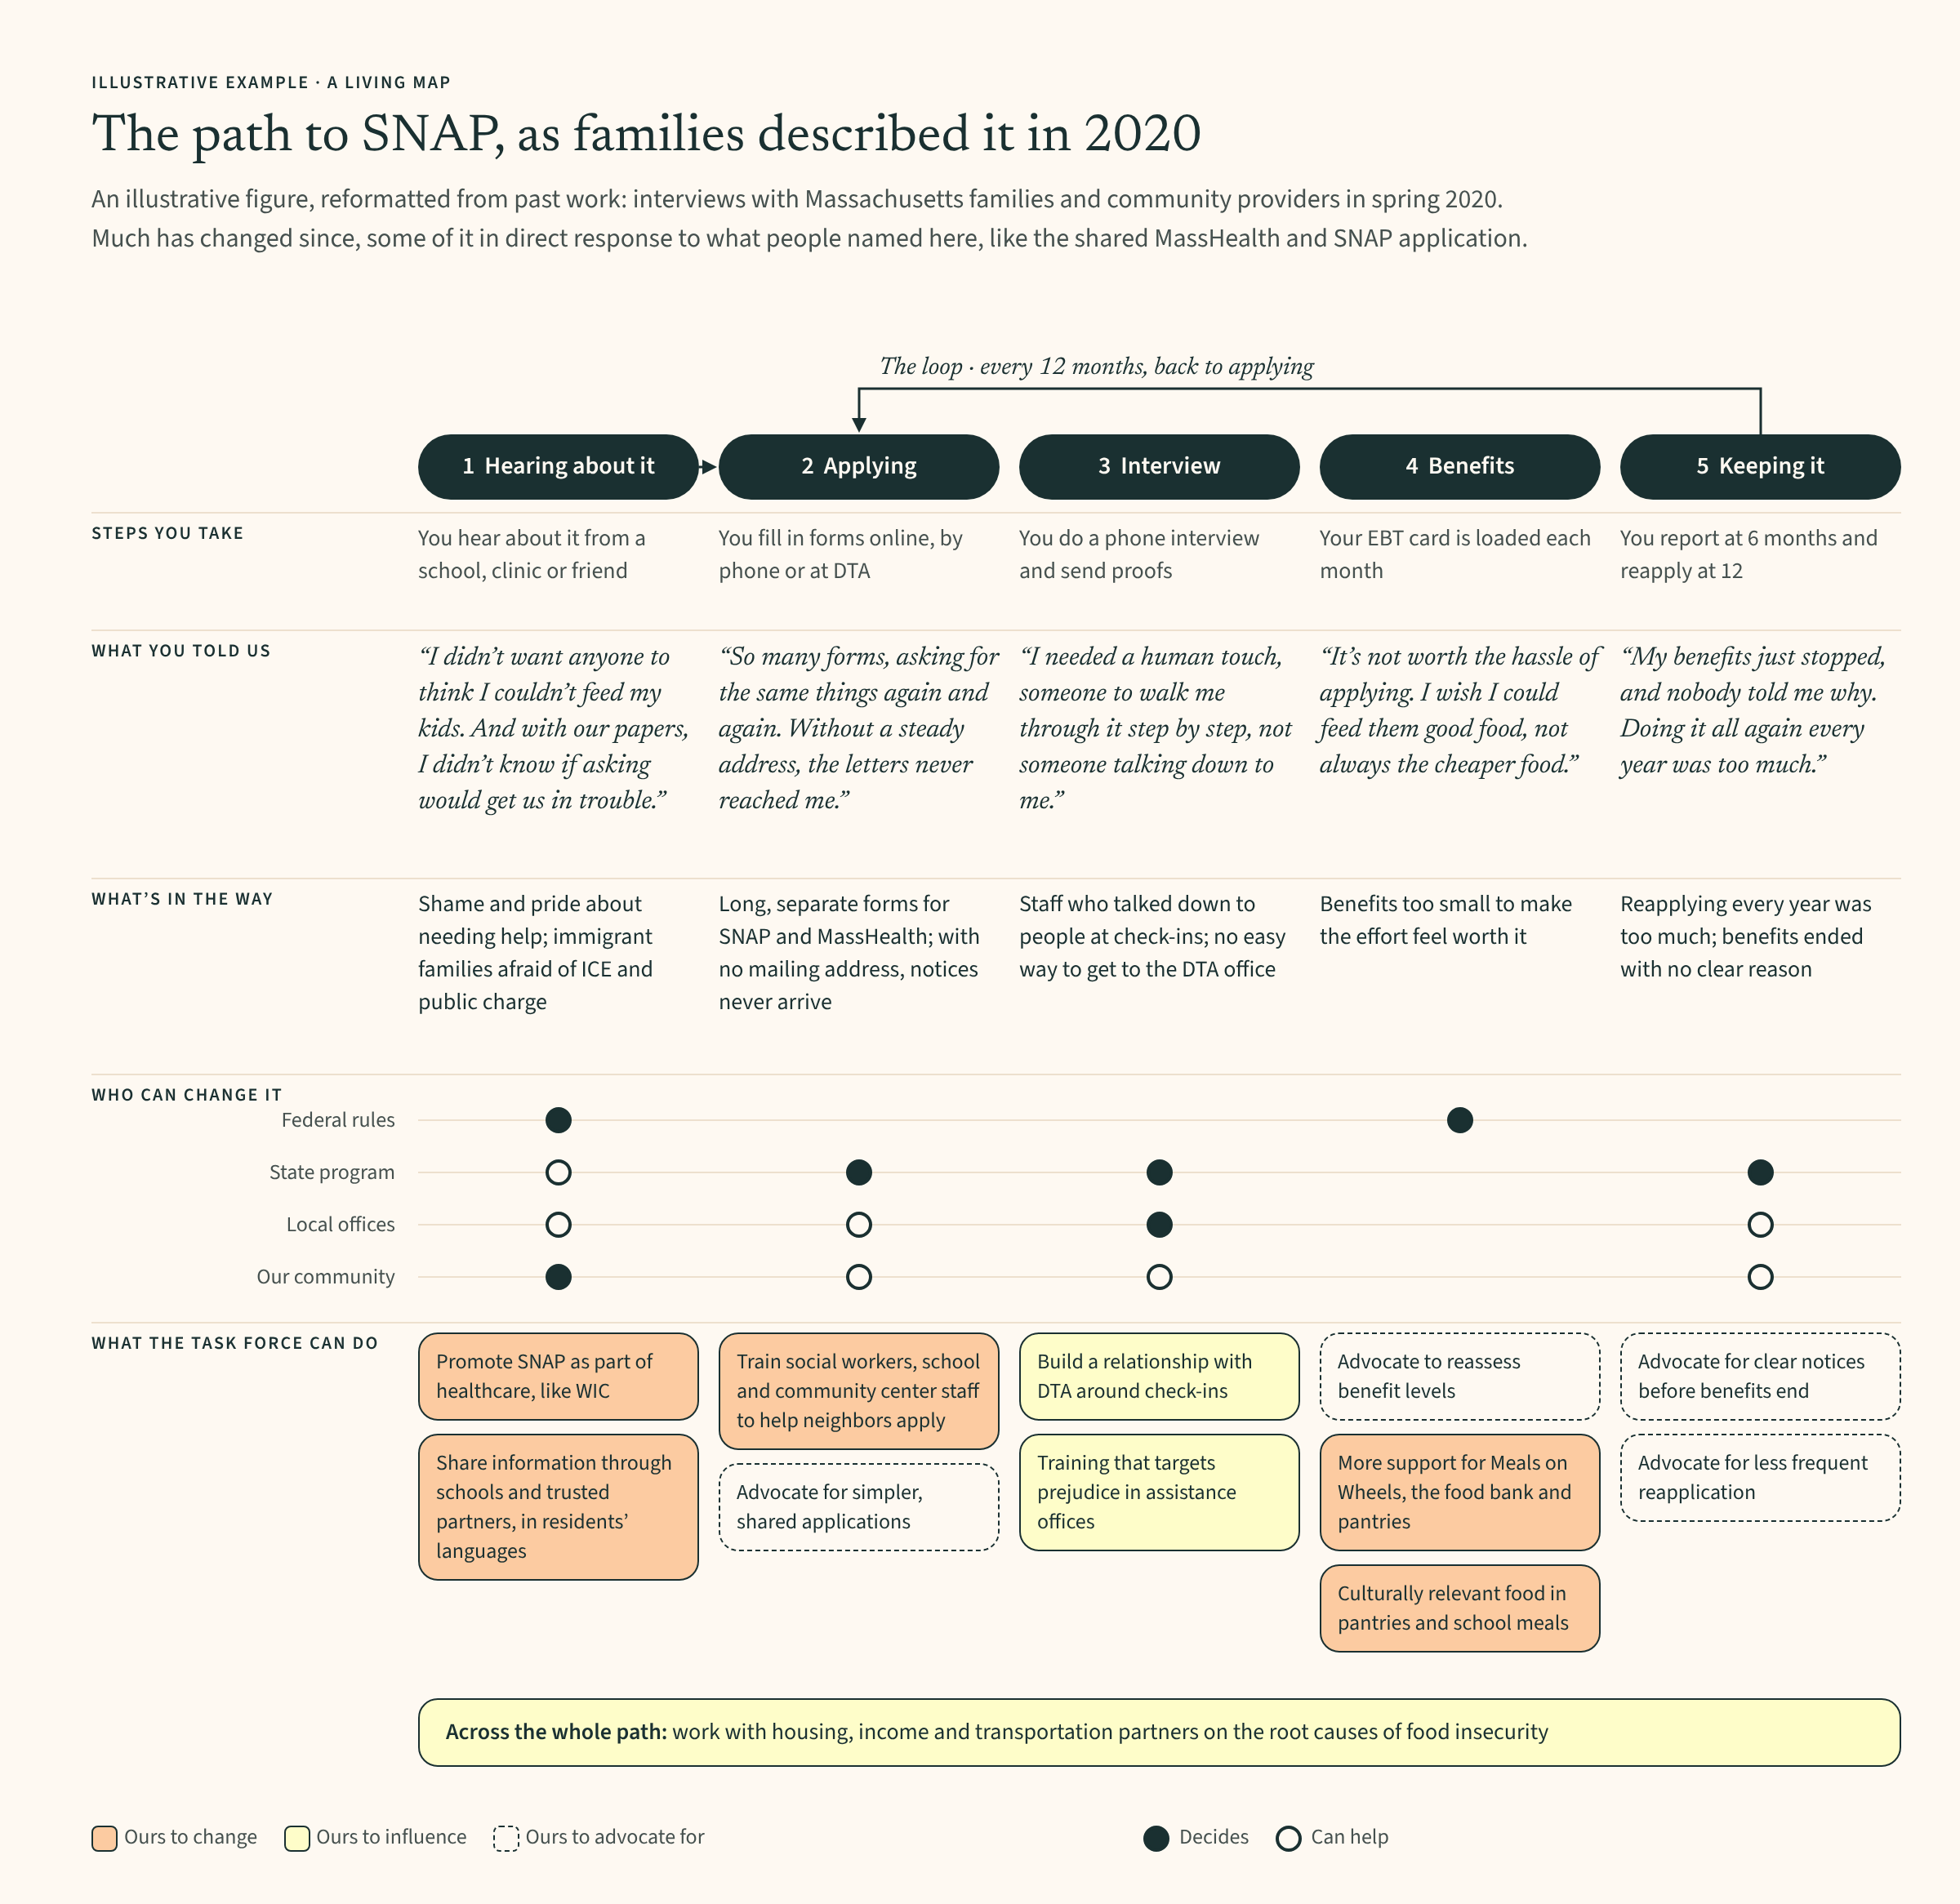 ILLUSTRATIVE EXAMPLE · A LIVING MAP
The path to SNAP, as families described it in 2020
An illustrative figure, reformatted from past work: interviews with Massachusetts families and community providers in spring 2020.
Much has changed since, some of it in direct response to what people named here, like the shared MassHealth and SNAP application.
The loop · every 12 months, back to applying
1 Hearing about it
2 Applying
3 Interview
4 Benefits
5 Keeping it
STEPS YOU TAKE
You hear about it from a
school, clinic or friend
You fill in forms online, by
phone or at DTA
You do a phone interview
and send proofs
Your EBT card is loaded each
month
You report at 6 months and
reapply at 12
WHAT YOU TOLD US
“I didn’t want anyone to
think I couldn’t feed my
kids. And with our papers,
I didn’t know if asking
would get us in trouble.”
“So many forms, asking for
the same things again and
again. Without a steady
address, the letters never
reached me.”
“I needed a human touch,
someone to walk me
through it step by step, not
someone talking down to
me.”
“It’s not worth the hassle of
applying. I wish I could
feed them good food, not
always the cheaper food.”
“My benefits just stopped,
and nobody told me why.
Doing it all again every
year was too much.”
WHAT’S IN THE WAY
Shame and pride about
needing help; immigrant
families afraid of ICE and
public charge
Long, separate forms for
SNAP and MassHealth; with
no mailing address, notices
never arrive
Staff who talked down to
people at check-ins; no easy
way to get to the DTA office
Benefits too small to make
the effort feel worth it
Reapplying every year was
too much; benefits ended
with no clear reason
WHO CAN CHANGE IT
Federal rules
State program
Local offices
Our community
WHAT THE TASK FORCE CAN DO
Promote SNAP as part of
healthcare, like WIC
Share information through
schools and trusted
partners, in residents’
languages
Train social workers, school
and community center staff
to help neighbors apply
Advocate for simpler,
shared applications
Build a relationship with
DTA around check-ins
Training that targets
prejudice in assistance
offices
Advocate to reassess
benefit levels
More support for Meals on
Wheels, the food bank and
pantries
Culturally relevant food in
pantries and school meals
Advocate for clear notices
before benefits end
Advocate for less frequent
reapplication
Across the whole path: work with housing, income and transportation partners on the root causes of food insecurity
Ours to change
Ours to influence
Ours to advocate for
Decides
Can help